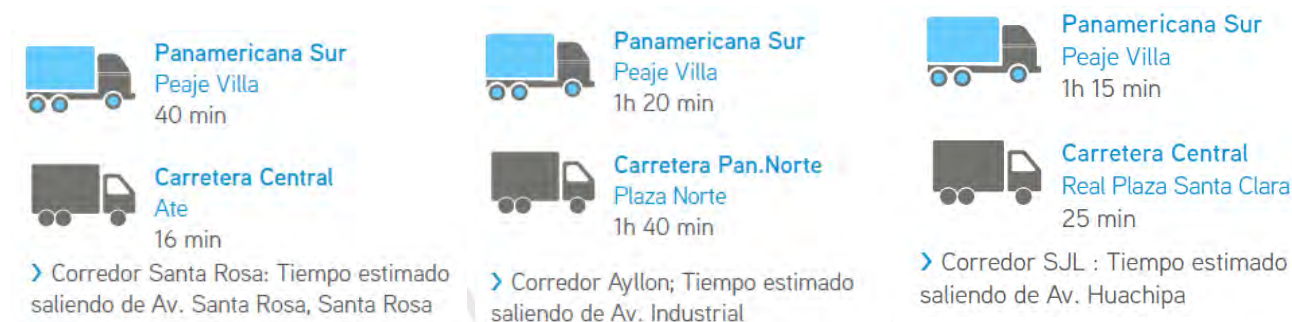 Panamericana Sur
Peaje Villa
40 min
Carretera Central
Ate
16 min
› Corredor Santa Rosa: Tiempo estimado
saliendo de Av. Santa Rosa, Santa Rosa
Panamericana Sur
Peaje Villa
1h 20 min
Carretera Pan.Norte
Plaza Norte
1h 40 min
› Corredor Ayllon; Tiempo estimado
saliendo de Av. Industrial
Panamericana Sur
Peaje Villa
1h 15 min
Carretera Central
Real Plaza Santa Clara
25 min
› Corredor SJL : Tiempo estimado
saliendo de Av. Huachipa